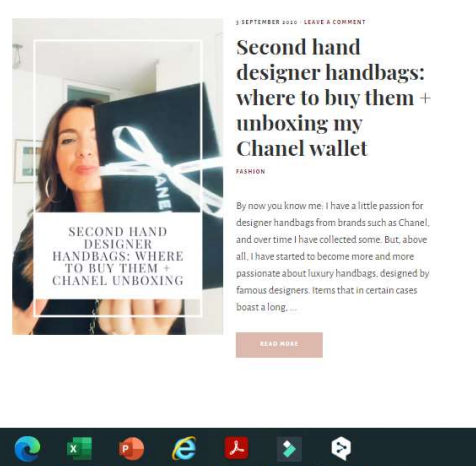 3 SEPTEMBER 2020 · LEAVE A COMMENT
Second hand
designer handbags:
where to buy them +
unboxing my
Chanel wallet
FASHION
By now you know me: I have a little passion for
designer handbags from brands such as Chanel,
and over time I have collected some. But, above
all, I have started to become more and more
passionate about luxury handbags, designed by
famous designers. Items that in certain cases
boast a long, ...
READ MORE
CHANEL
SECOND HAND
DESIGNER
HANDBAGS: WHERE
TO BUY THEM +
CHANEL UNBOXING